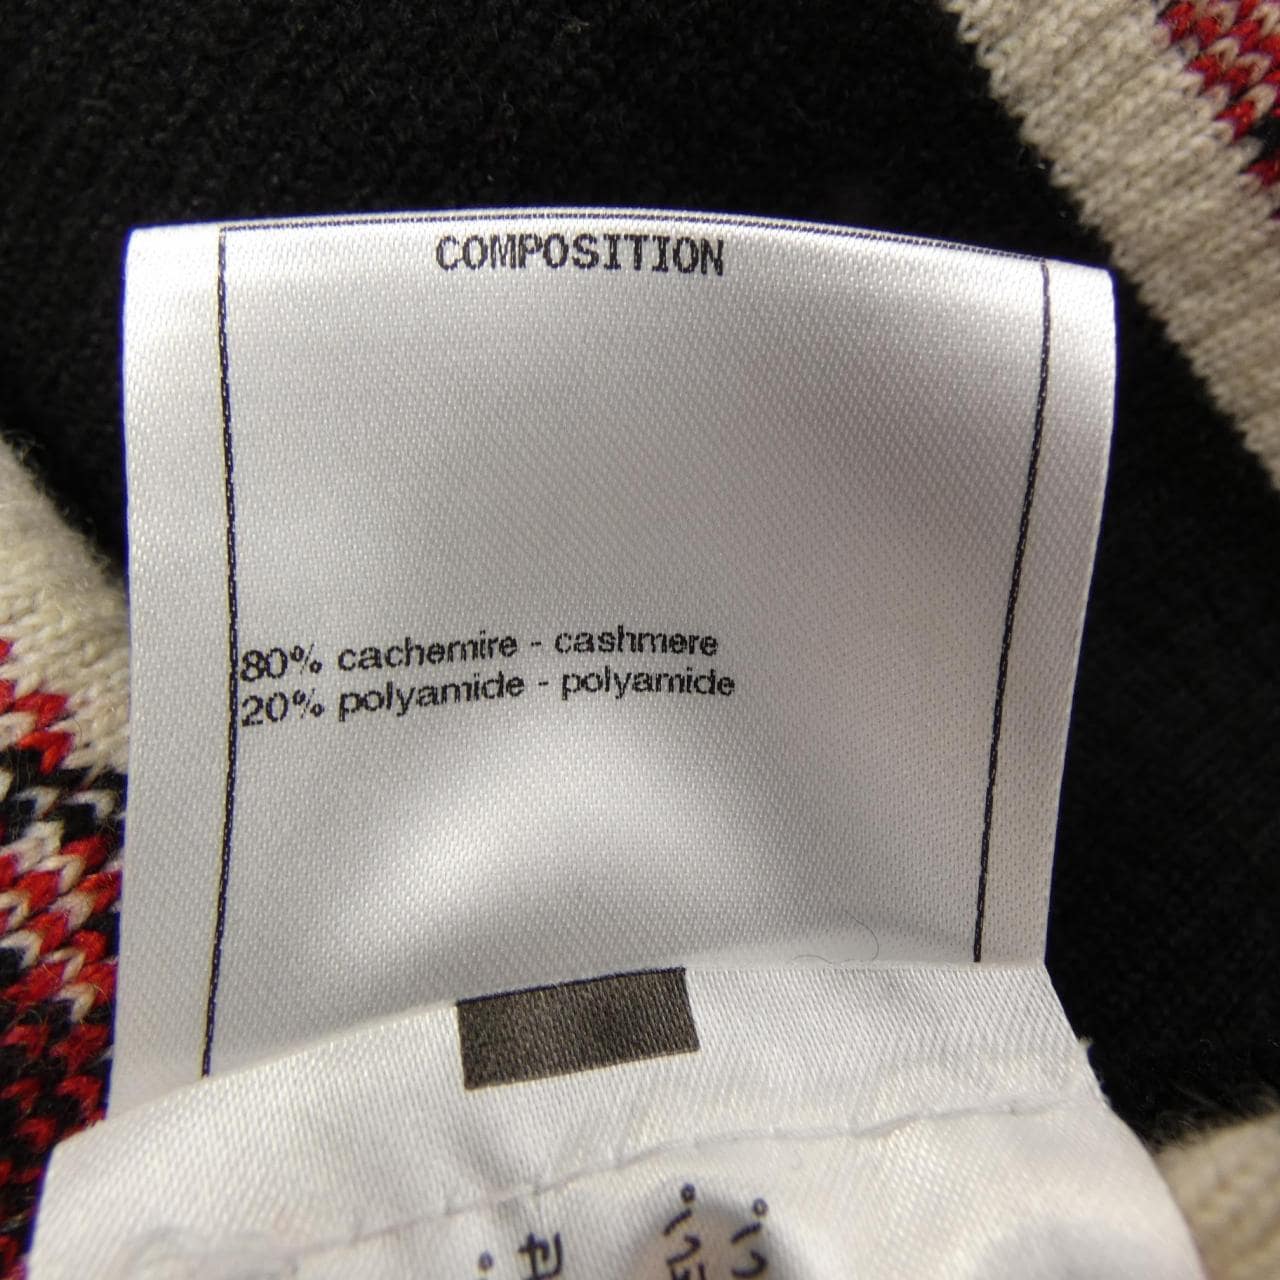 COMPOSITION
80% cachemire - cashmere
20% polyamide - polyamide